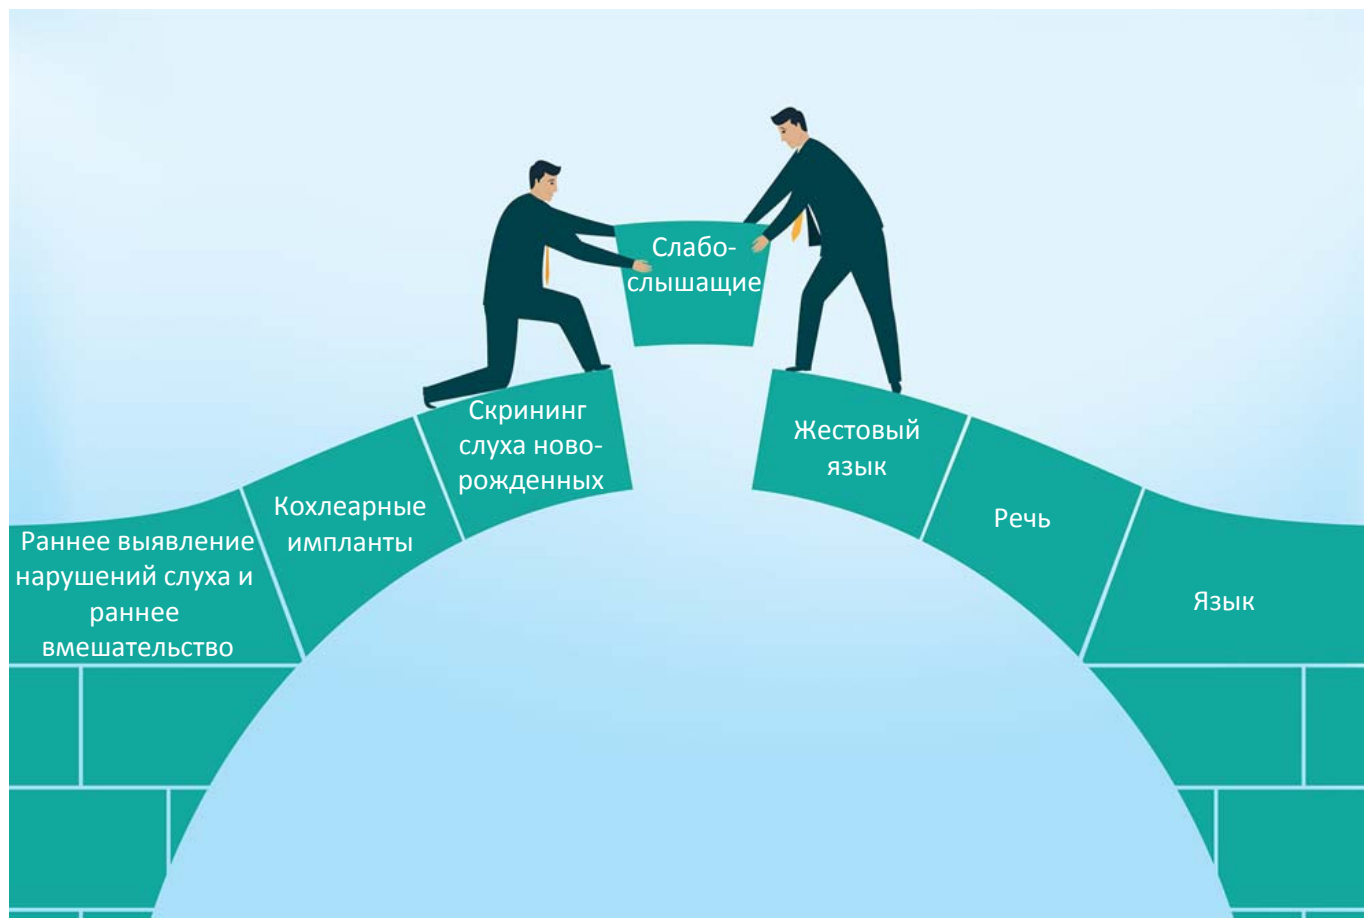 Слабо-
слышащие
Скрининг
слуха ново-
рожденных
Жестовый
язык
Кохлеарные
импланты
Речь
Раннее выявление
нарушений слуха и
раннее
вмешательство
Язык